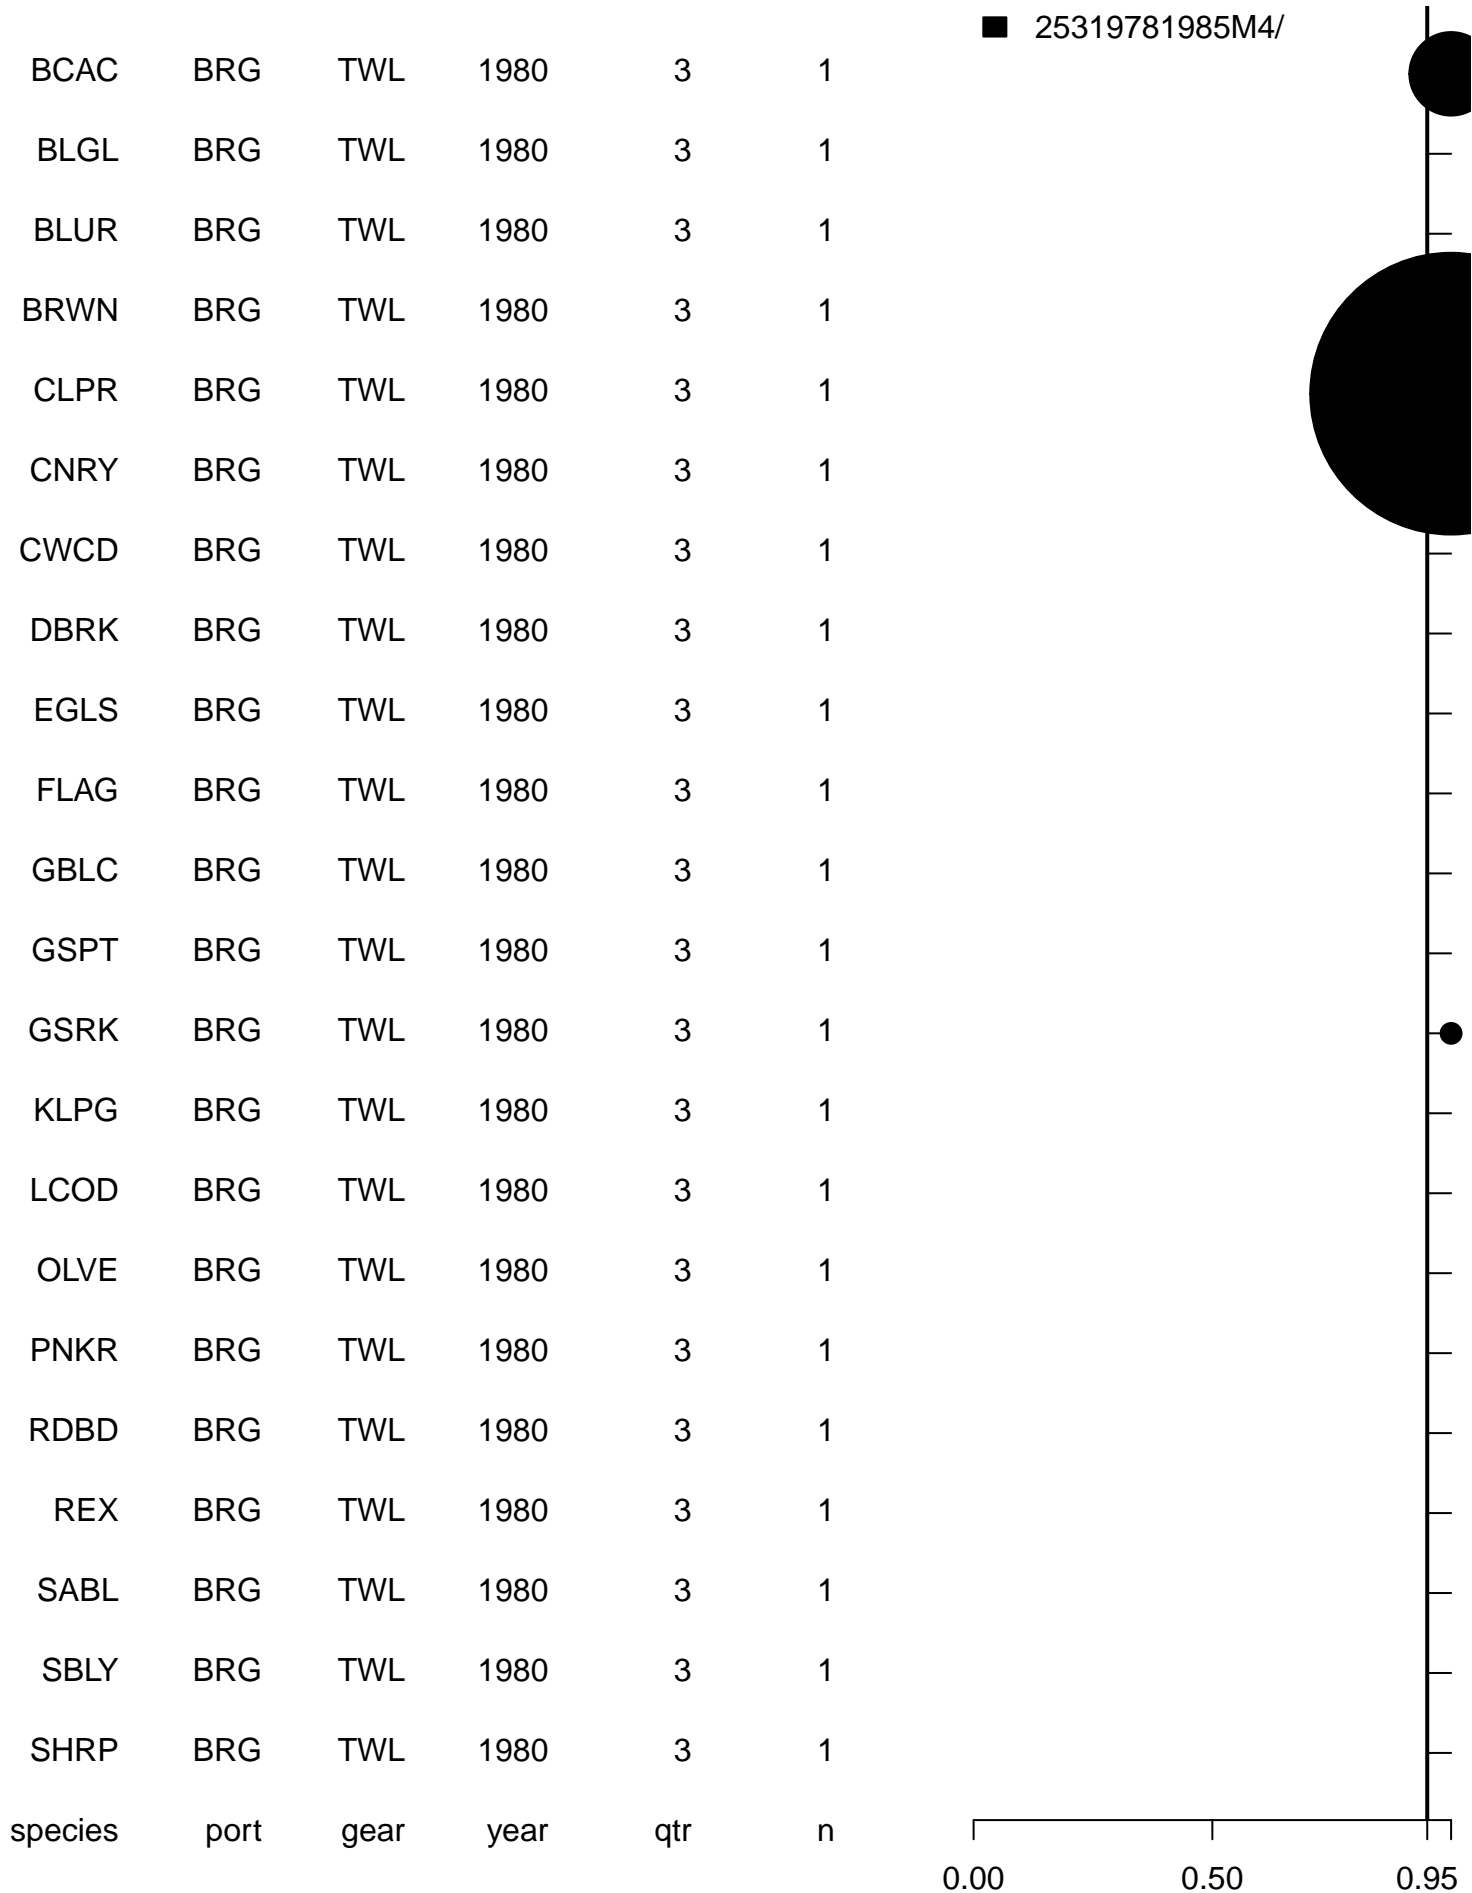 25319781985M4/
BCAC BRG TWL 1980 3 1
BLGL BRG TWL 1980 3 1
BLUR BRG TWL 1980 3 1
BRWN BRG TWL 1980 3 1
CLPR BRG TWL 1980 3 1
CNRY BRG TWL 1980 3 1
CWCD BRG TWL 1980 3 1
DBRK BRG TWL 1980 3 1
EGLS BRG TWL 1980 3 1
FLAG BRG TWL 1980 3 1
GBLC BRG TWL 1980 3 1
GSPT BRG TWL 1980 3 1
GSRK BRG TWL 1980 3 1
KLPG BRG TWL 1980 3 1
LCOD BRG TWL 1980 3 1
OLVE BRG TWL 1980 3 1
PNKR BRG TWL 1980 3 1
RDBD BRG TWL 1980 3 1
REX BRG TWL 1980 3 1
SABL BRG TWL 1980 3 1
SBLY BRG TWL 1980 3 1
SHRP BRG TWL 1980 3 1
species port gear year qtr n
0.00 0.50 0.95